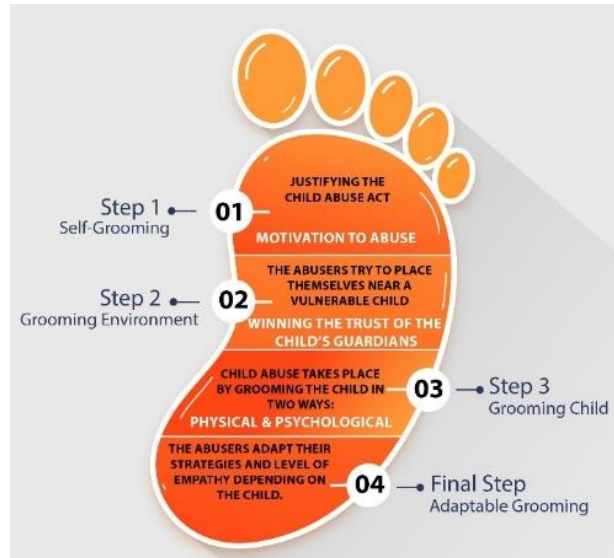 JUSTIFYING THE
CHILD ABUSE ACT
Step 1
01
Self-Grooming
MOTIVATION TO ABUSE
THE ABUSERS TRY TO PLACE
THEMSELVES NEAR A
VULNERABLE CHILD
Step 2
02
Grooming Environment
WINNING THE TRUST OF THE
CHILD'S GUARDIANS
CHILD ABUSE TAKES PLACE
BY GROOMING THE CHILD IN
TWO WAYS:
PHYSICAL & PSYCHOLOGICAL
03
Step 3
Grooming Child
THE ABUSERS ADAPT THEIR
STRATEGIES AND LEVEL OF
EMPATHY DEPENDING ON
THE CHILD.
04
Final Step
Adaptable Grooming